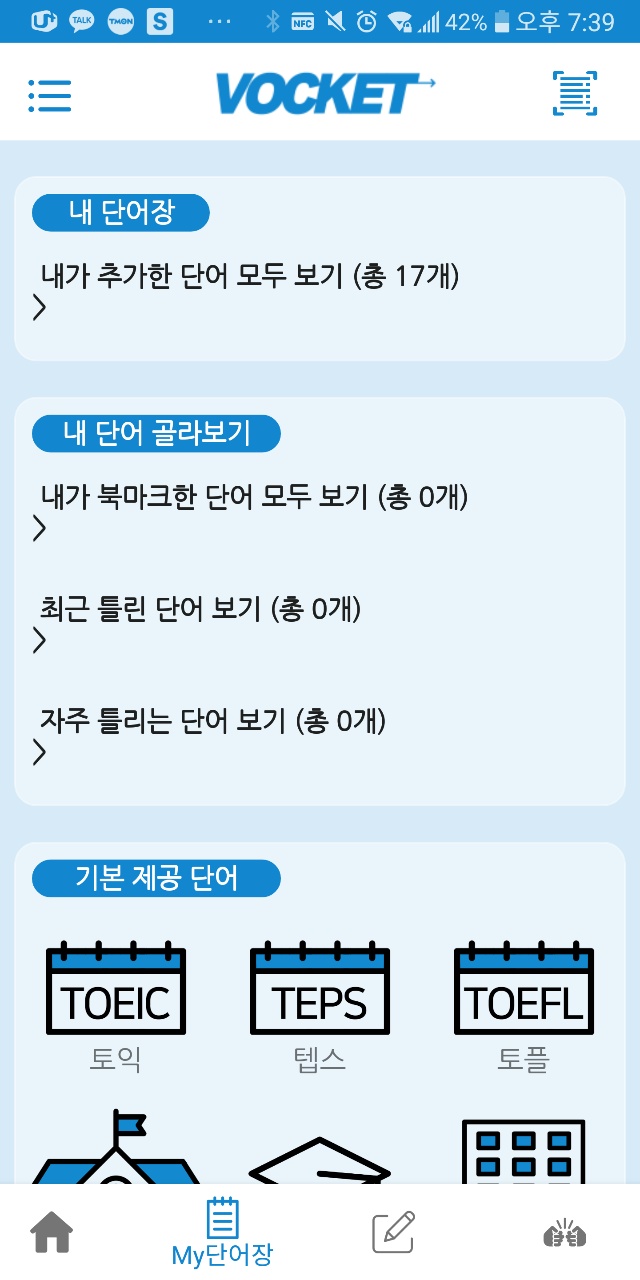 U+ TALK TMON S ··· NFC 42% 오후 7:39
VOCKET
내 단어장
내가 추가한 단어 모두 보기 (총 17개)
내 단어 골라보기
내가 북마크한 단어 모두 보기 (총 0개)
최근 틀린 단어 보기 (총 0개)
자주 틀리는 단어 보기 (총 0개)
기본 제공 단어
TOEIC TEPS TOEFL
토익 텝스 토플
My단어장